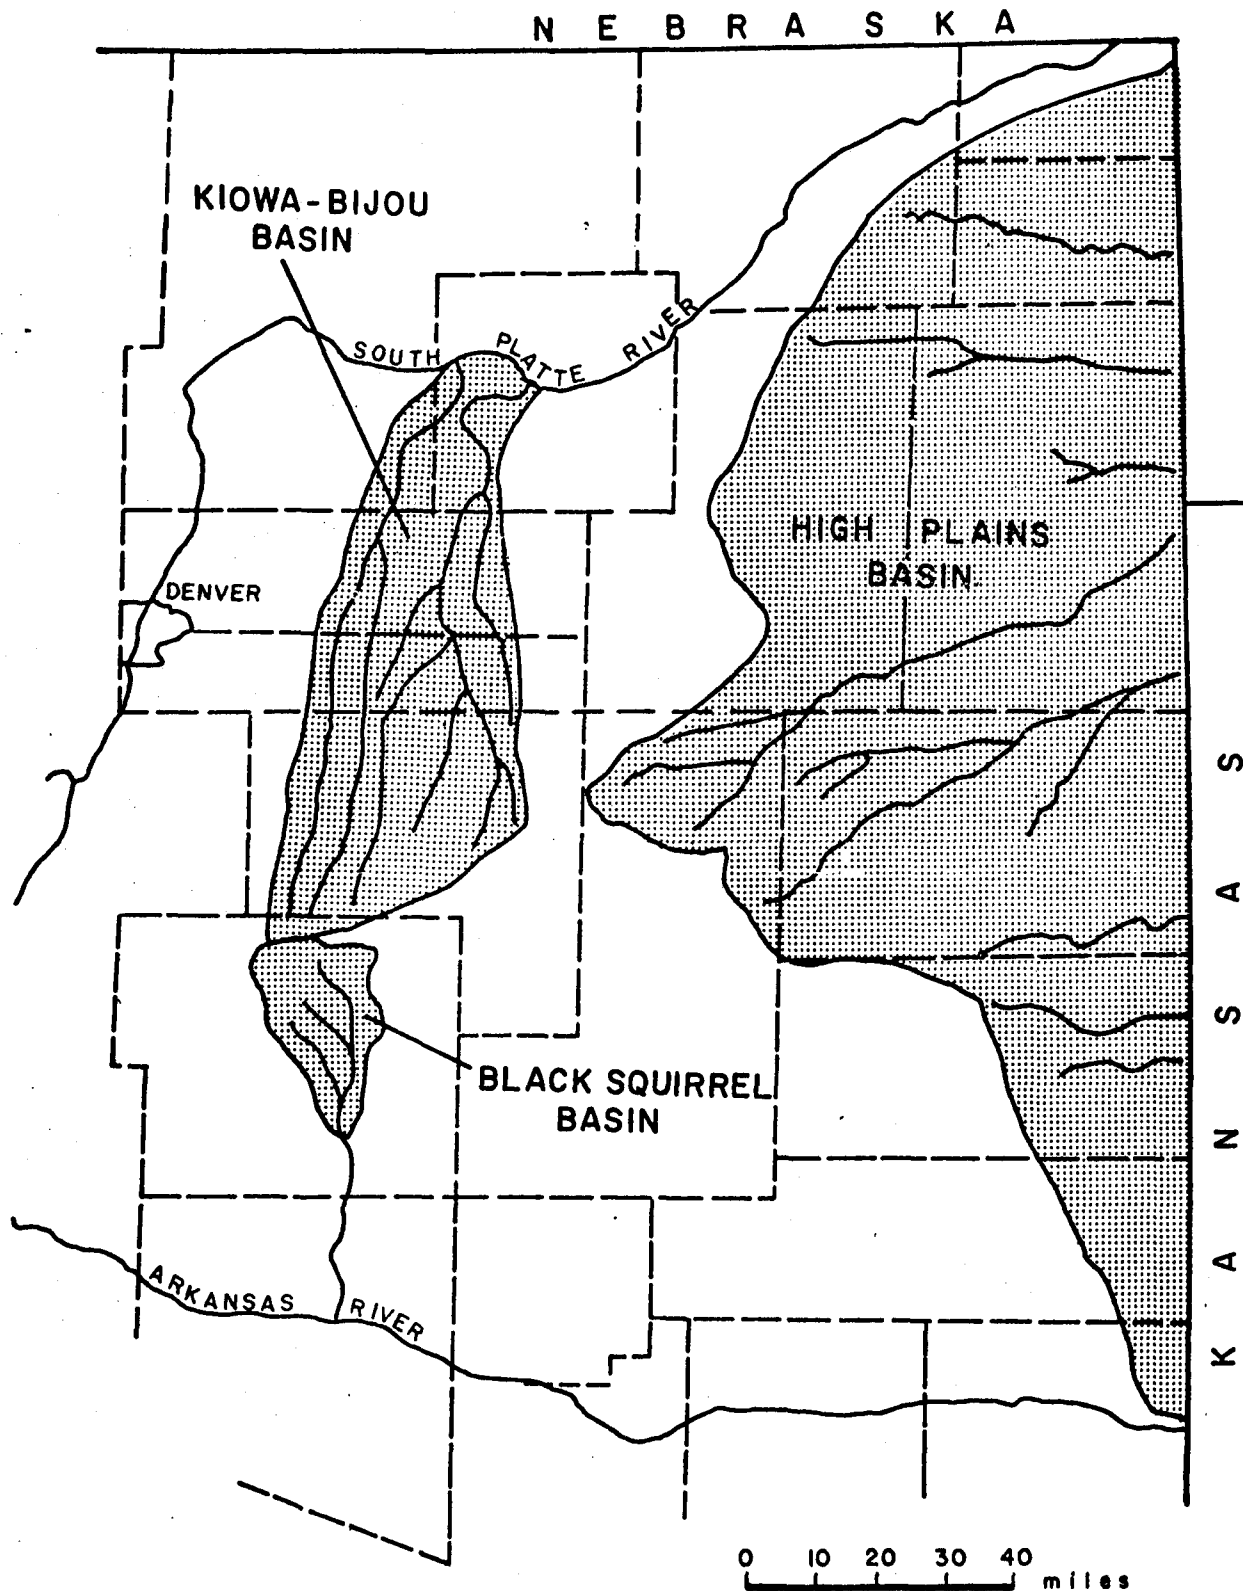 NEBRASKA
KIOWA-BIJOU
BASIN
SOUTH PLATTE RIVER
HIGH PLAINS
BASIN
DENVER
BLACK SQUIRREL
BASIN
ARKANSAS RIVER
KANSAS
0 10 20 30 40
miles